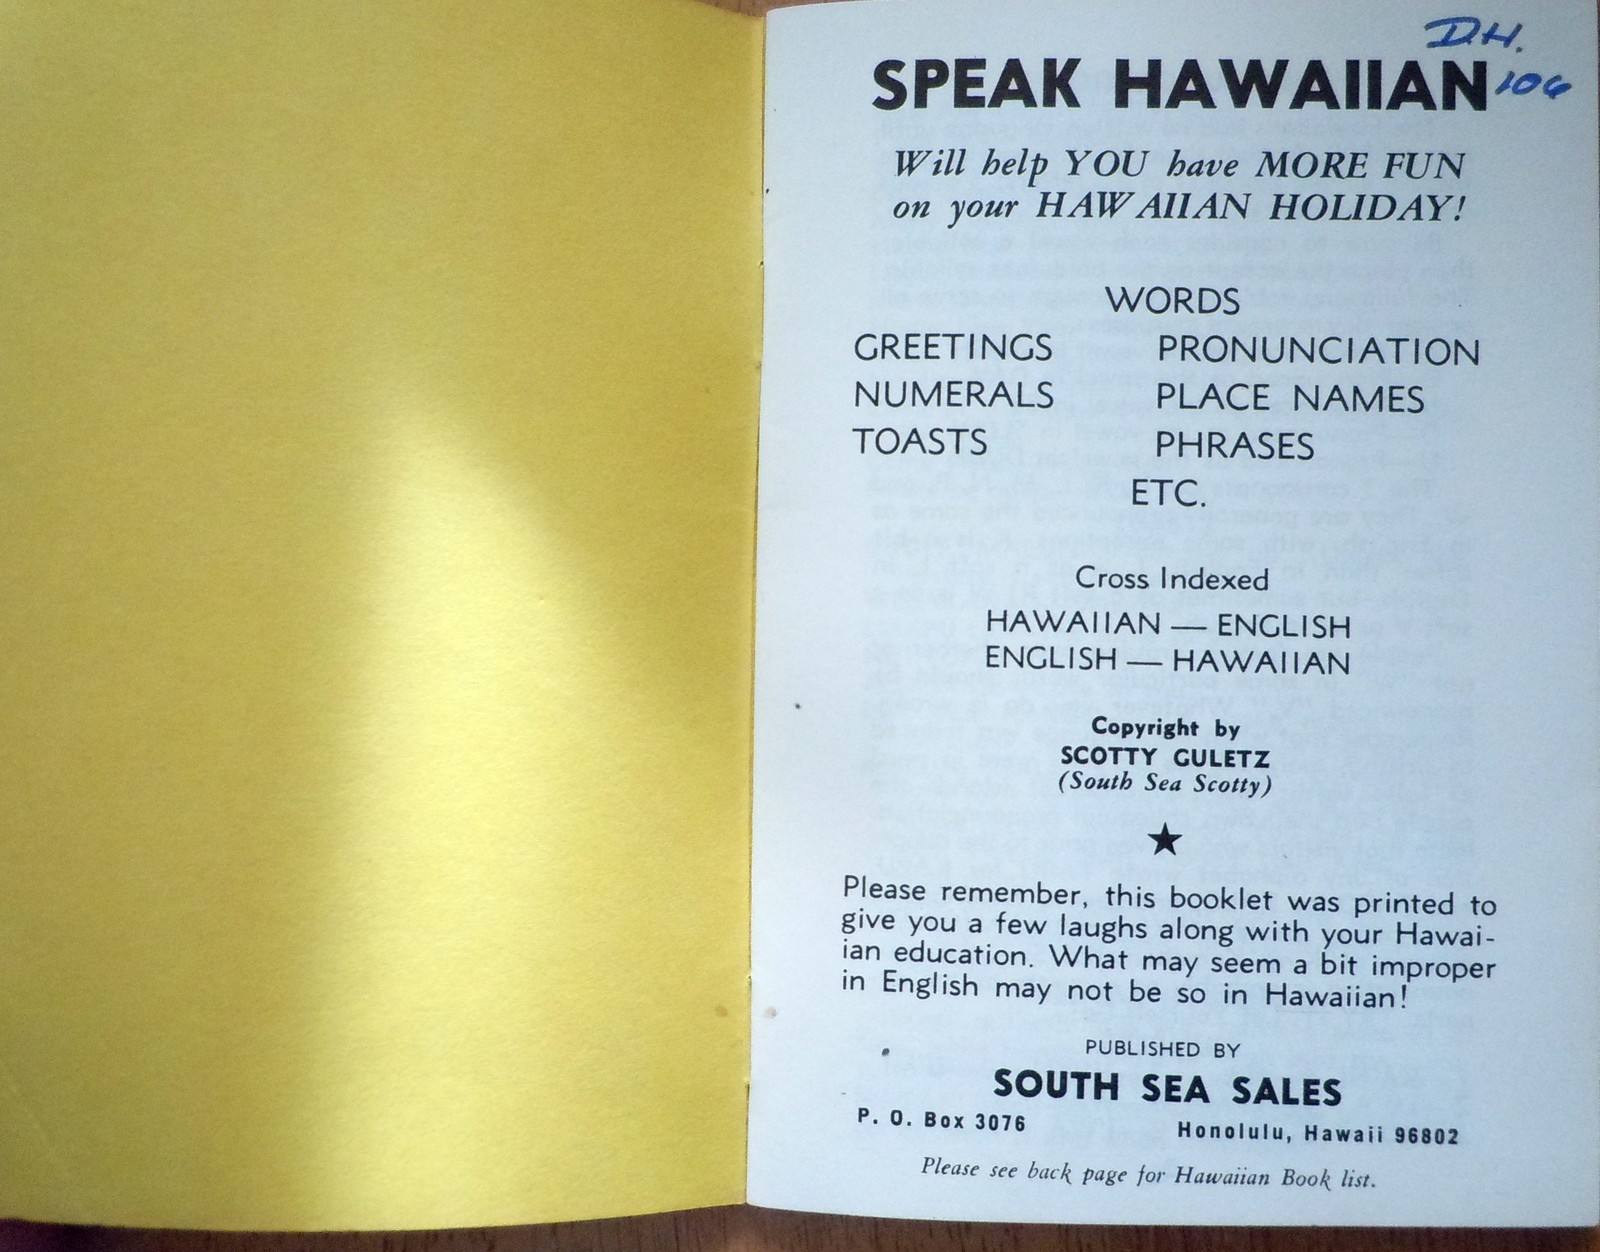 D.H.
SPEAK HAWAIIAN 106
Will help YOU have MORE FUN
on your HAWAIIAN HOLIDAY!
WORDS
GREETINGS PRONUNCIATION
NUMERALS PLACE NAMES
TOASTS PHRASES
ETC.
Cross Indexed
HAWAIIAN — ENGLISH
ENGLISH — HAWAIIAN
Copyright by
SCOTTY GULETZ
(South Sea Scotty)
Please remember, this booklet was printed to
give you a few laughs along with your Hawai-
ian education. What may seem a bit improper
in English may not be so in Hawaiian!
PUBLISHED BY
SOUTH SEA SALES
P. O. Box 3076 Honolulu, Hawaii 96802
Please see back page for Hawaiian Book list.